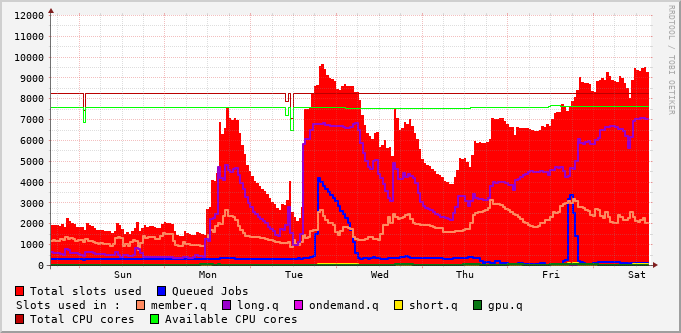 RRDTOOL / TOBI OETIKER
12000
11000
10000
9000
8000
7000
6000
5000
4000
3000
2000
1000
0
Sun Mon Tue Wed Thu Fri Sat
Total slots used Queued Jobs
Slots used in : member.q long.q ondemand.q short.q gpu.q
Total CPU cores Available CPU cores